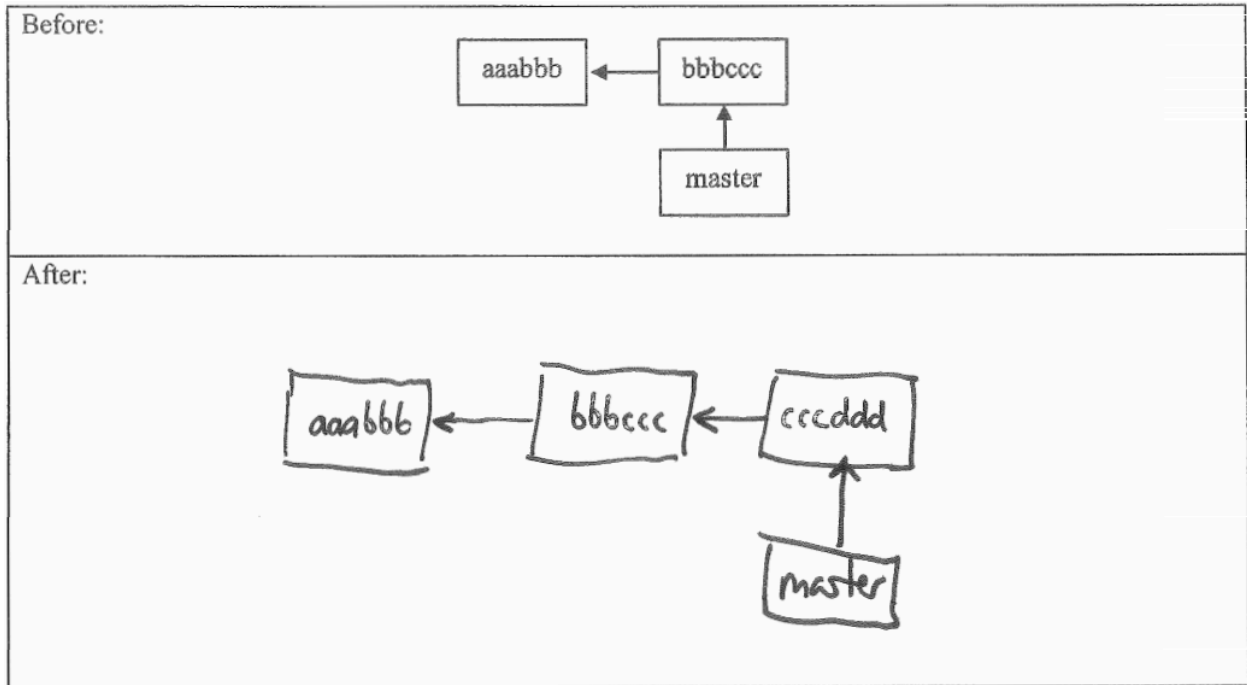 Before:
aaabbb bbbccc
master
After:
aaabbb bbbccc cccddd
master